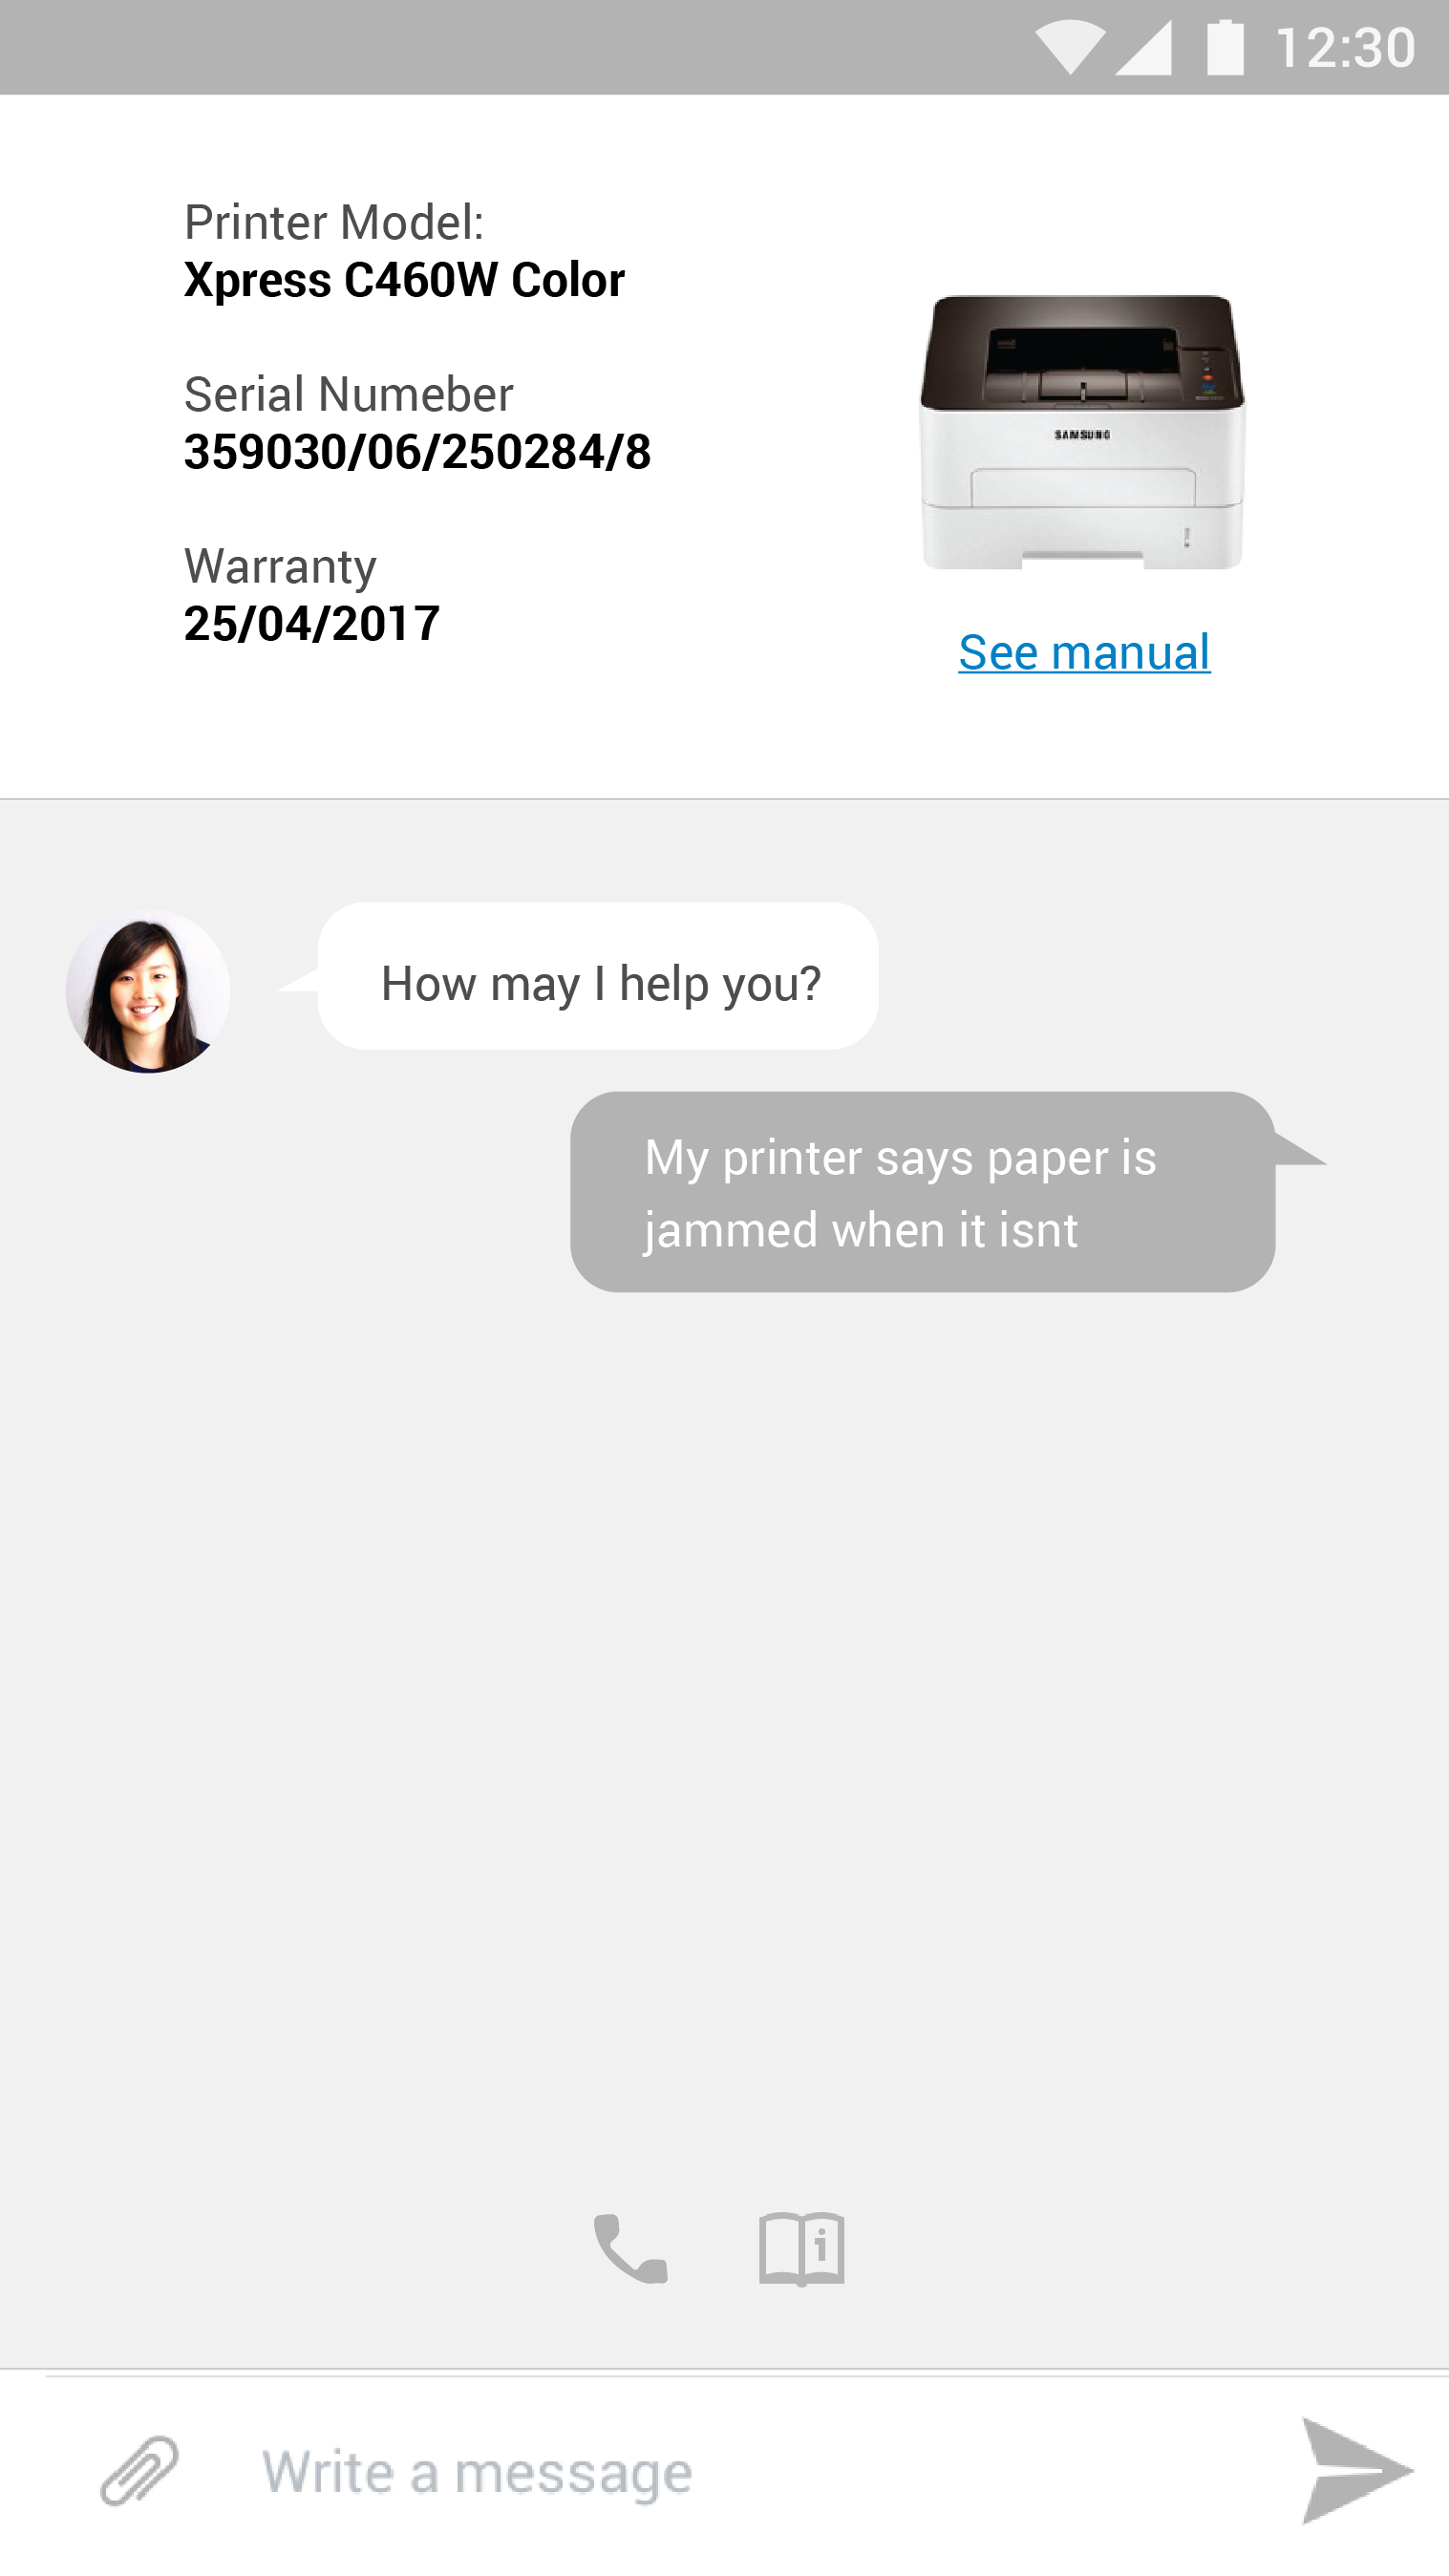 12:30
Printer Model:
Xpress C460W Color
Serial Numeber
359030/06/250284/8
Warranty
25/04/2017
SAMSUNG
See manual
How may I help you?
My printer says paper is
jammed when it isnt
Write a message